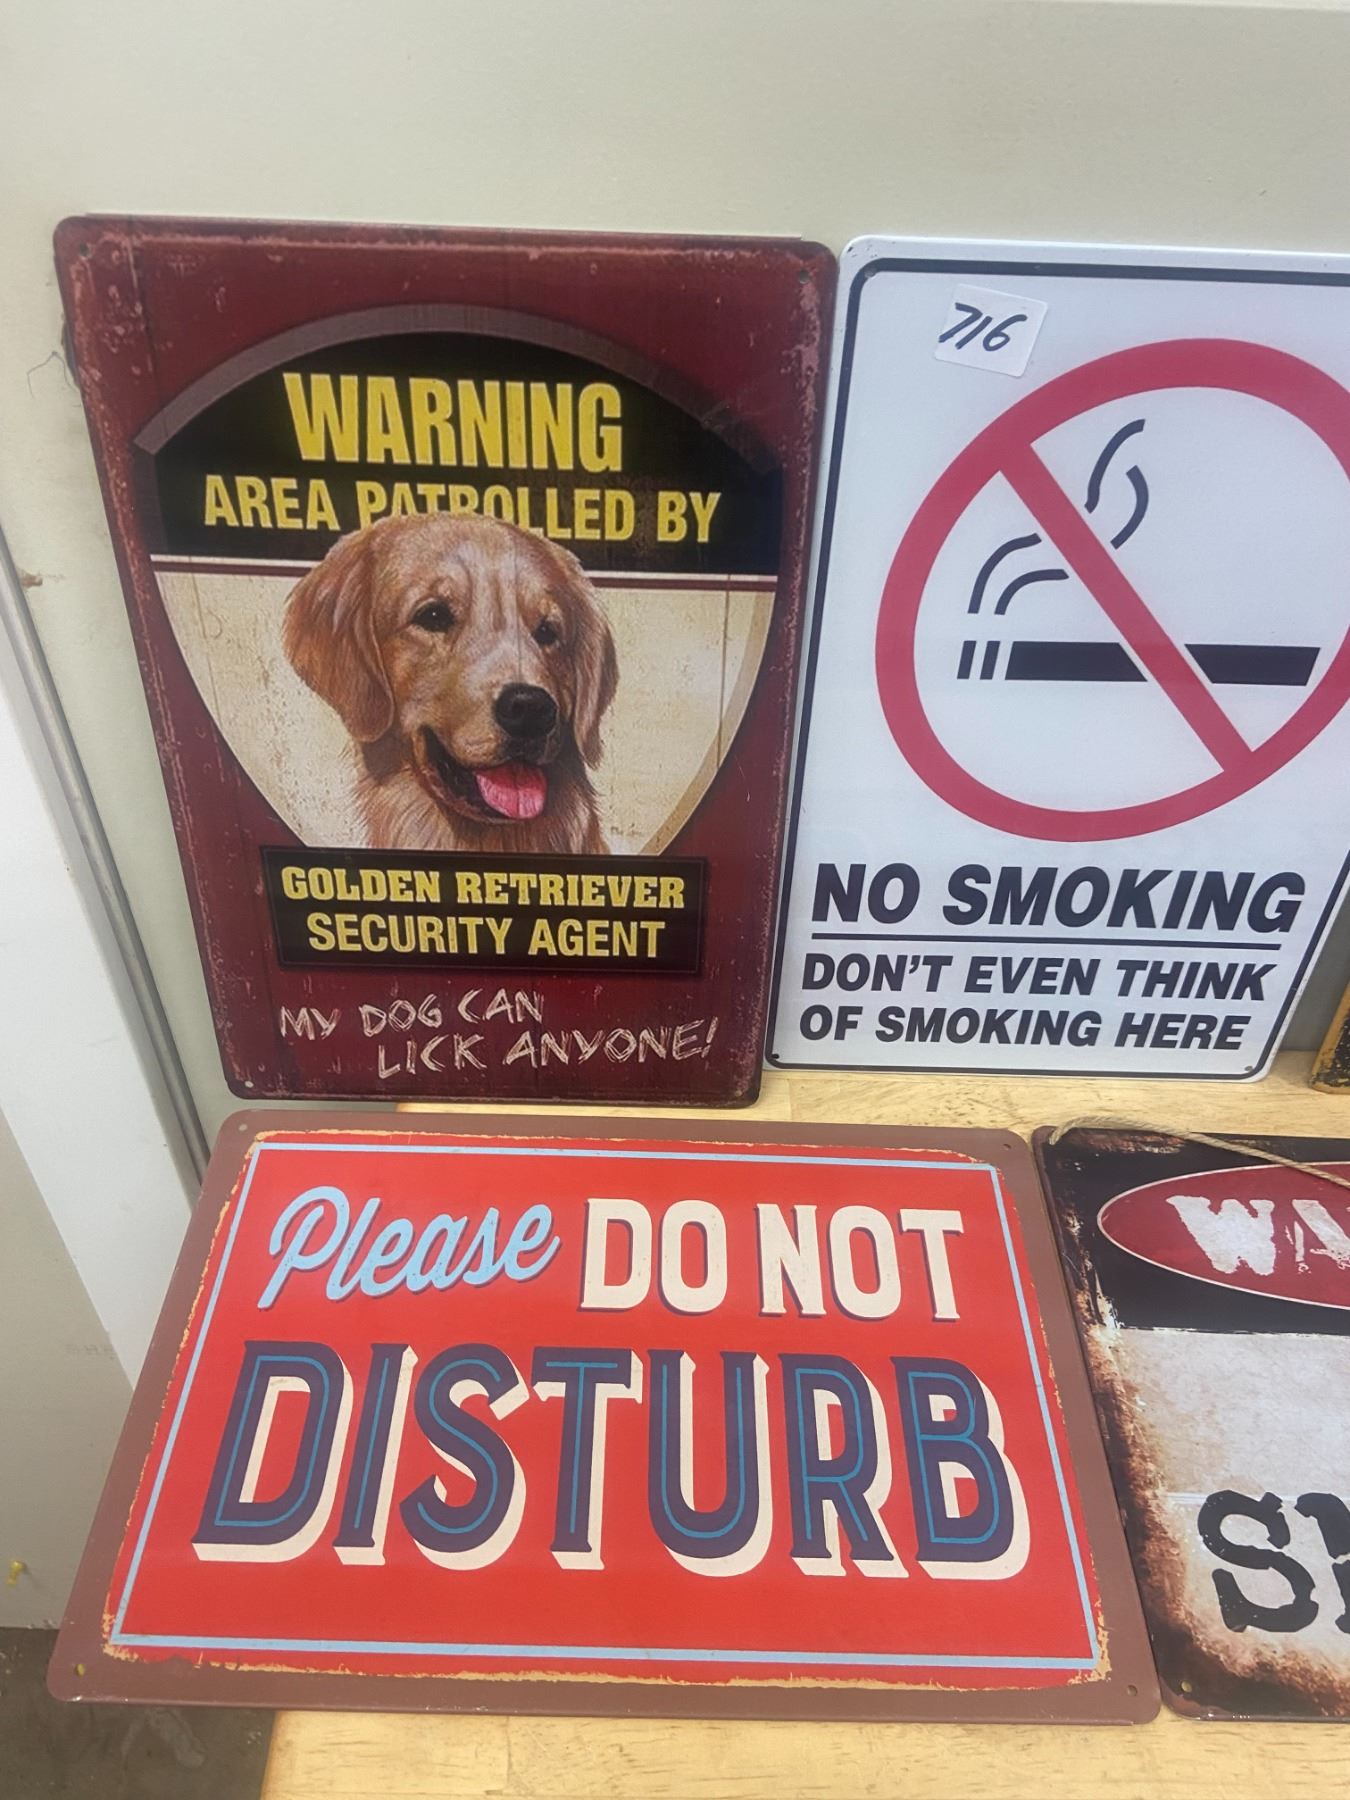 WARNING
AREA PATROLLED BY
GOLDEN RETRIEVER
SECURITY AGENT
MY DOG CAN
LICK ANYONE!
716
NO SMOKING
DON'T EVEN THINK
OF SMOKING HERE
Please DO NOT
DISTURB
WA
S